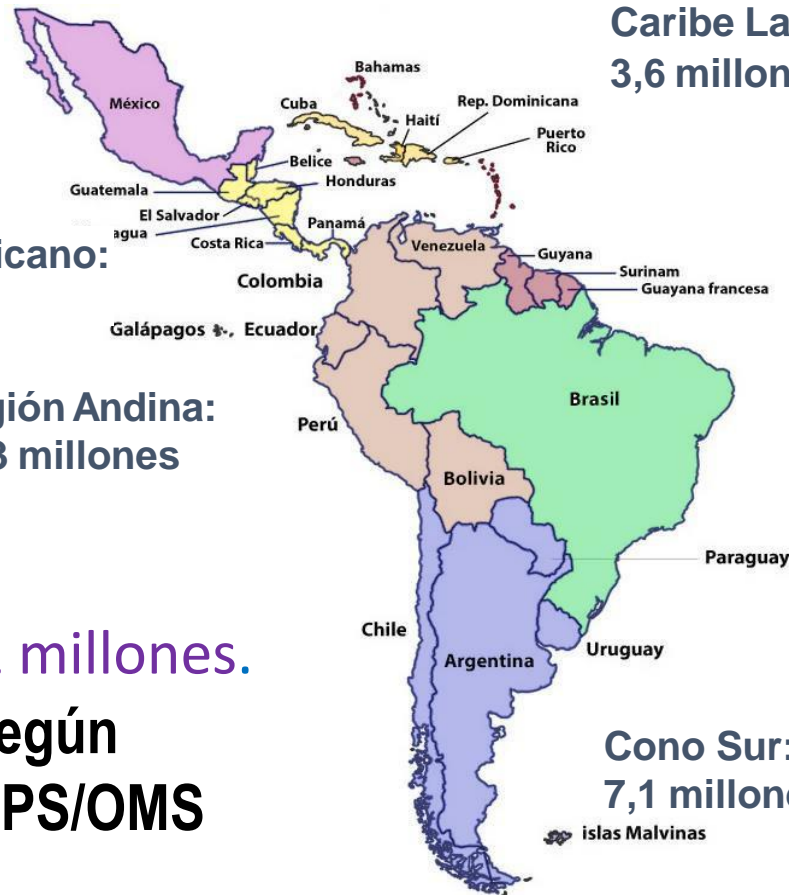 Caribe La
3,6 millon
Bahamas
Cuba
Rep. Dominicana
México
Haití
Puerto
Rico
Belice
Guatemala
Honduras
El Salvador
agua
Panamá
Costa Rica
icano:
Venezuela
Guyana
Surinam
Guayana francesa
Colombia
Galápagos
Ecuador
gión Andina:
8 millones
Brasil
Perú
Bolivia
Paraguay
Chile
millones.
Uruguay
Argentina
egún
PS/OMS
Cono Sur:
7,1 millone
islas Malvinas